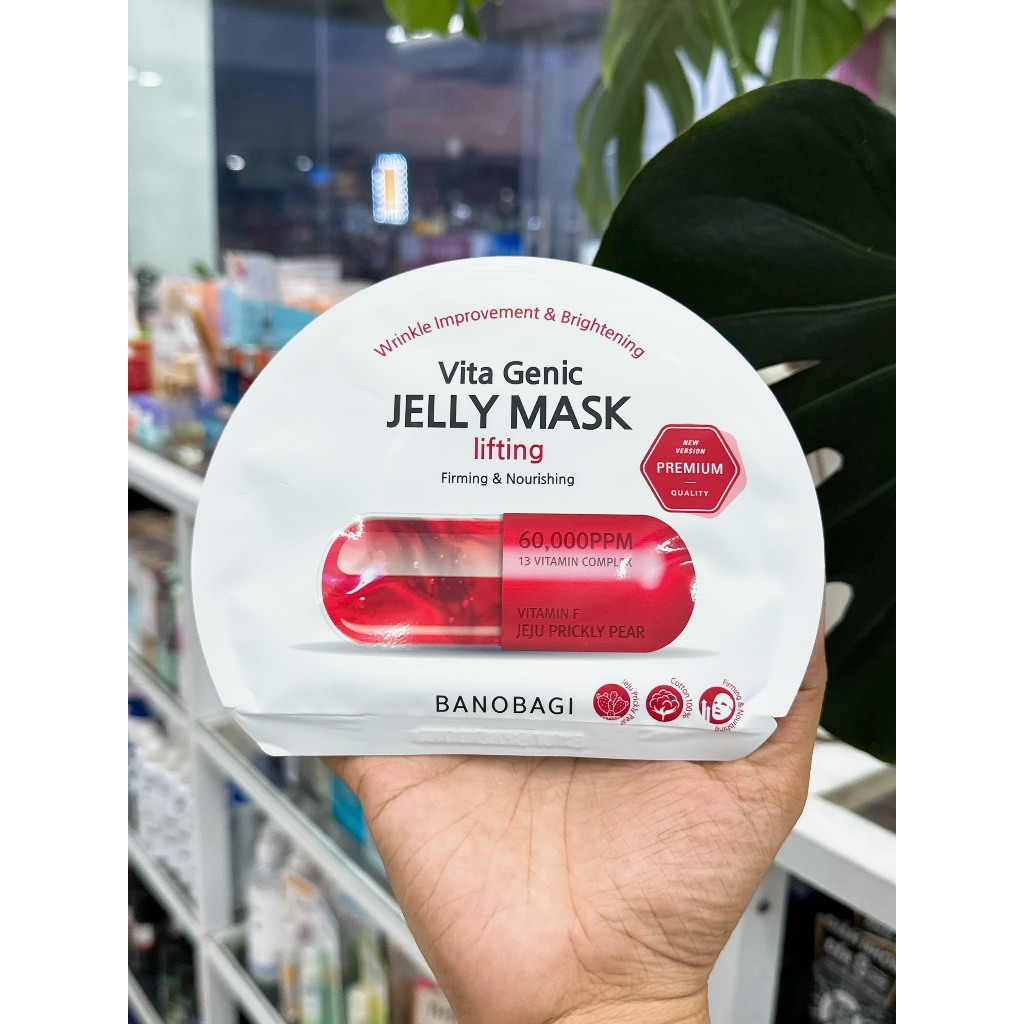 Wrinkle Improvement & Brightening
Vita Genic
JELLY MASK
lifting
Firming & Nourishing
NEW
VERSION
PREMIUM
QUALITY
60,000PPM
13 VITAMIN COMPLEX
VITAMIN F
JEJU PRICKLY PEAR
BANOBAGI
Jeju Prickly Pear
Cotton 100%
Firming & Nourishing